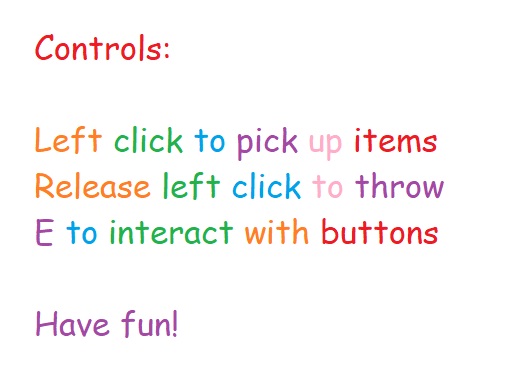 Controls:
Left click to pick up items
Release left click to throw
E to interact with buttons
Have fun!